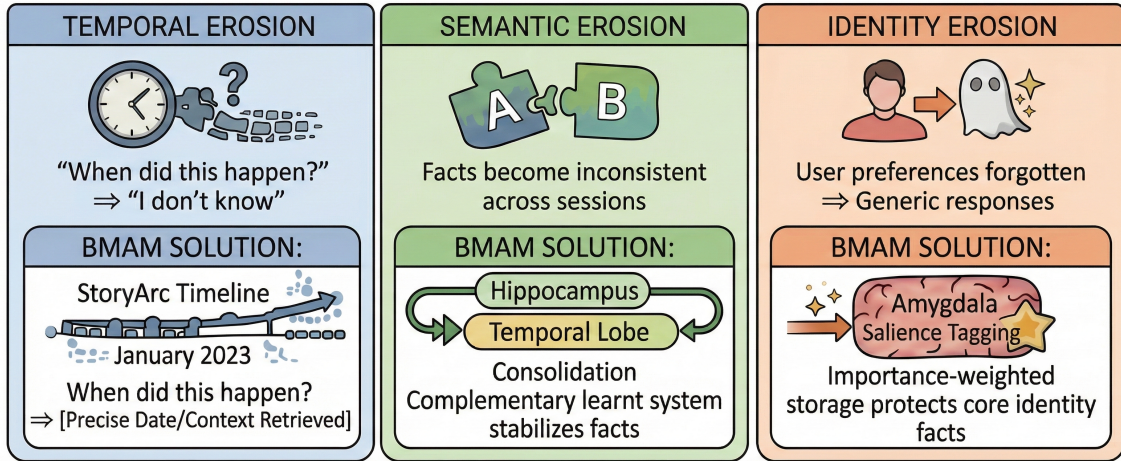 TEMPORAL EROSION
?
"When did this happen?"
⇒ "I don't know"
BMAM SOLUTION:
StoryArc Timeline
January 2023
When did this happen?
⇒ [Precise Date/Context Retrieved]
SEMANTIC EROSION
A B
Facts become inconsistent
across sessions
BMAM SOLUTION:
Hippocampus
Temporal Lobe
Consolidation
Complementary learnt system
stabilizes facts
IDENTITY EROSION
User preferences forgotten
⇒ Generic responses
BMAM SOLUTION:
Amygdala
Salience Tagging
Importance-weighted
storage protects core identity
facts